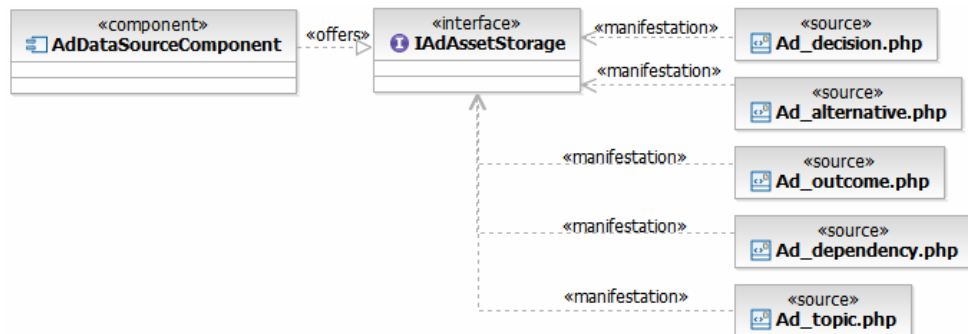 «component»
AdDataSourceComponent
«offers»
«interface»
IAdAssetStorage
«manifestation»
«source»
Ad_decision.php
«manifestation»
«source»
Ad_alternative.php
«manifestation»
«source»
Ad_outcome.php
«manifestation»
«source»
Ad_dependency.php
«manifestation»
«source»
Ad_topic.php